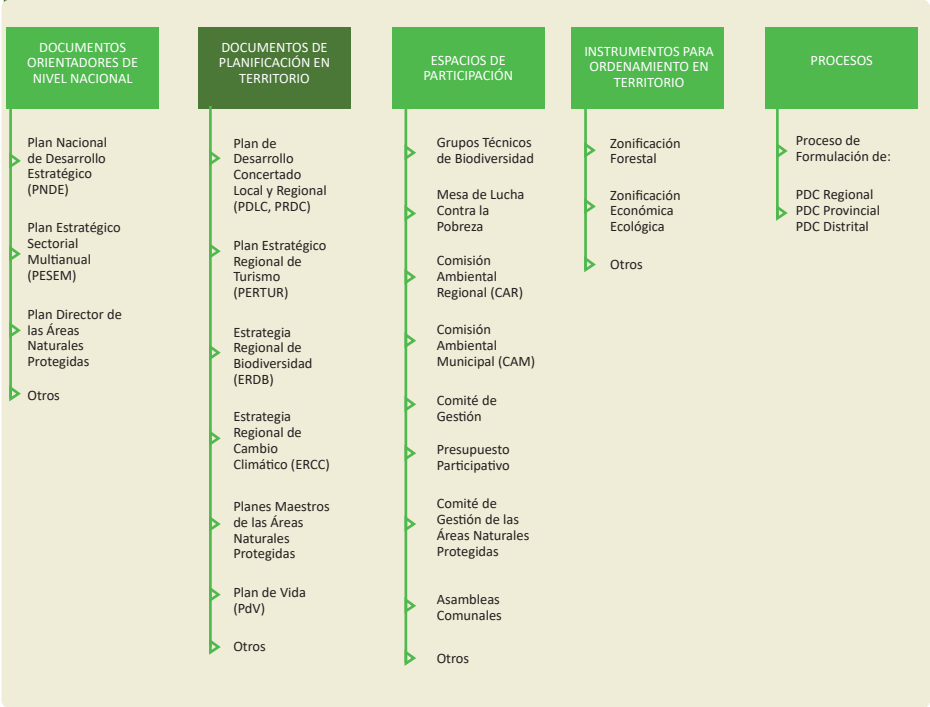 DOCUMENTOS
ORIENTADORES DE
NIVEL NACIONAL
Plan Nacional
de Desarrollo
Estratégico
(PNDE)
Plan Estratégico
Sectorial
Multianual
(PESEM)
Plan Director de
las Áreas
Naturales
Protegidas
Otros
DOCUMENTOS DE
PLANIFICACIÓN EN
TERRITORIO
Plan de
Desarrollo
Concertado
Local y Regional
(PDLC, PRDC)
Plan Estratégico
Regional de
Turismo
(PERTUR)
Estrategia
Regional de
Biodiversidad
(ERDB)
Estrategia
Regional de
Cambio
Climático (ERCC)
Planes Maestros
de las Áreas
Naturales
Protegidas
Plan de Vida
(PdV)
Otros
ESPACIOS DE
PARTICIPACIÓN
Grupos Técnicos
de Biodiversidad
Mesa de Lucha
Contra la
Pobreza
Comisión
Ambiental
Regional (CAR)
Comisión
Ambiental
Municipal (CAM)
Comité de
Gestión
Presupuesto
Participativo
Comité de
Gestión de las
Áreas Naturales
Protegidas
Asambleas
Comunales
Otros
INSTRUMENTOS PARA
ORDENAMIENTO EN
TERRITORIO
Zonificación
Forestal
Zonificación
Económica
Ecológica
Otros
PROCESOS
Proceso de
Formulación de:
PDC Regional
PDC Provincial
PDC Distrital